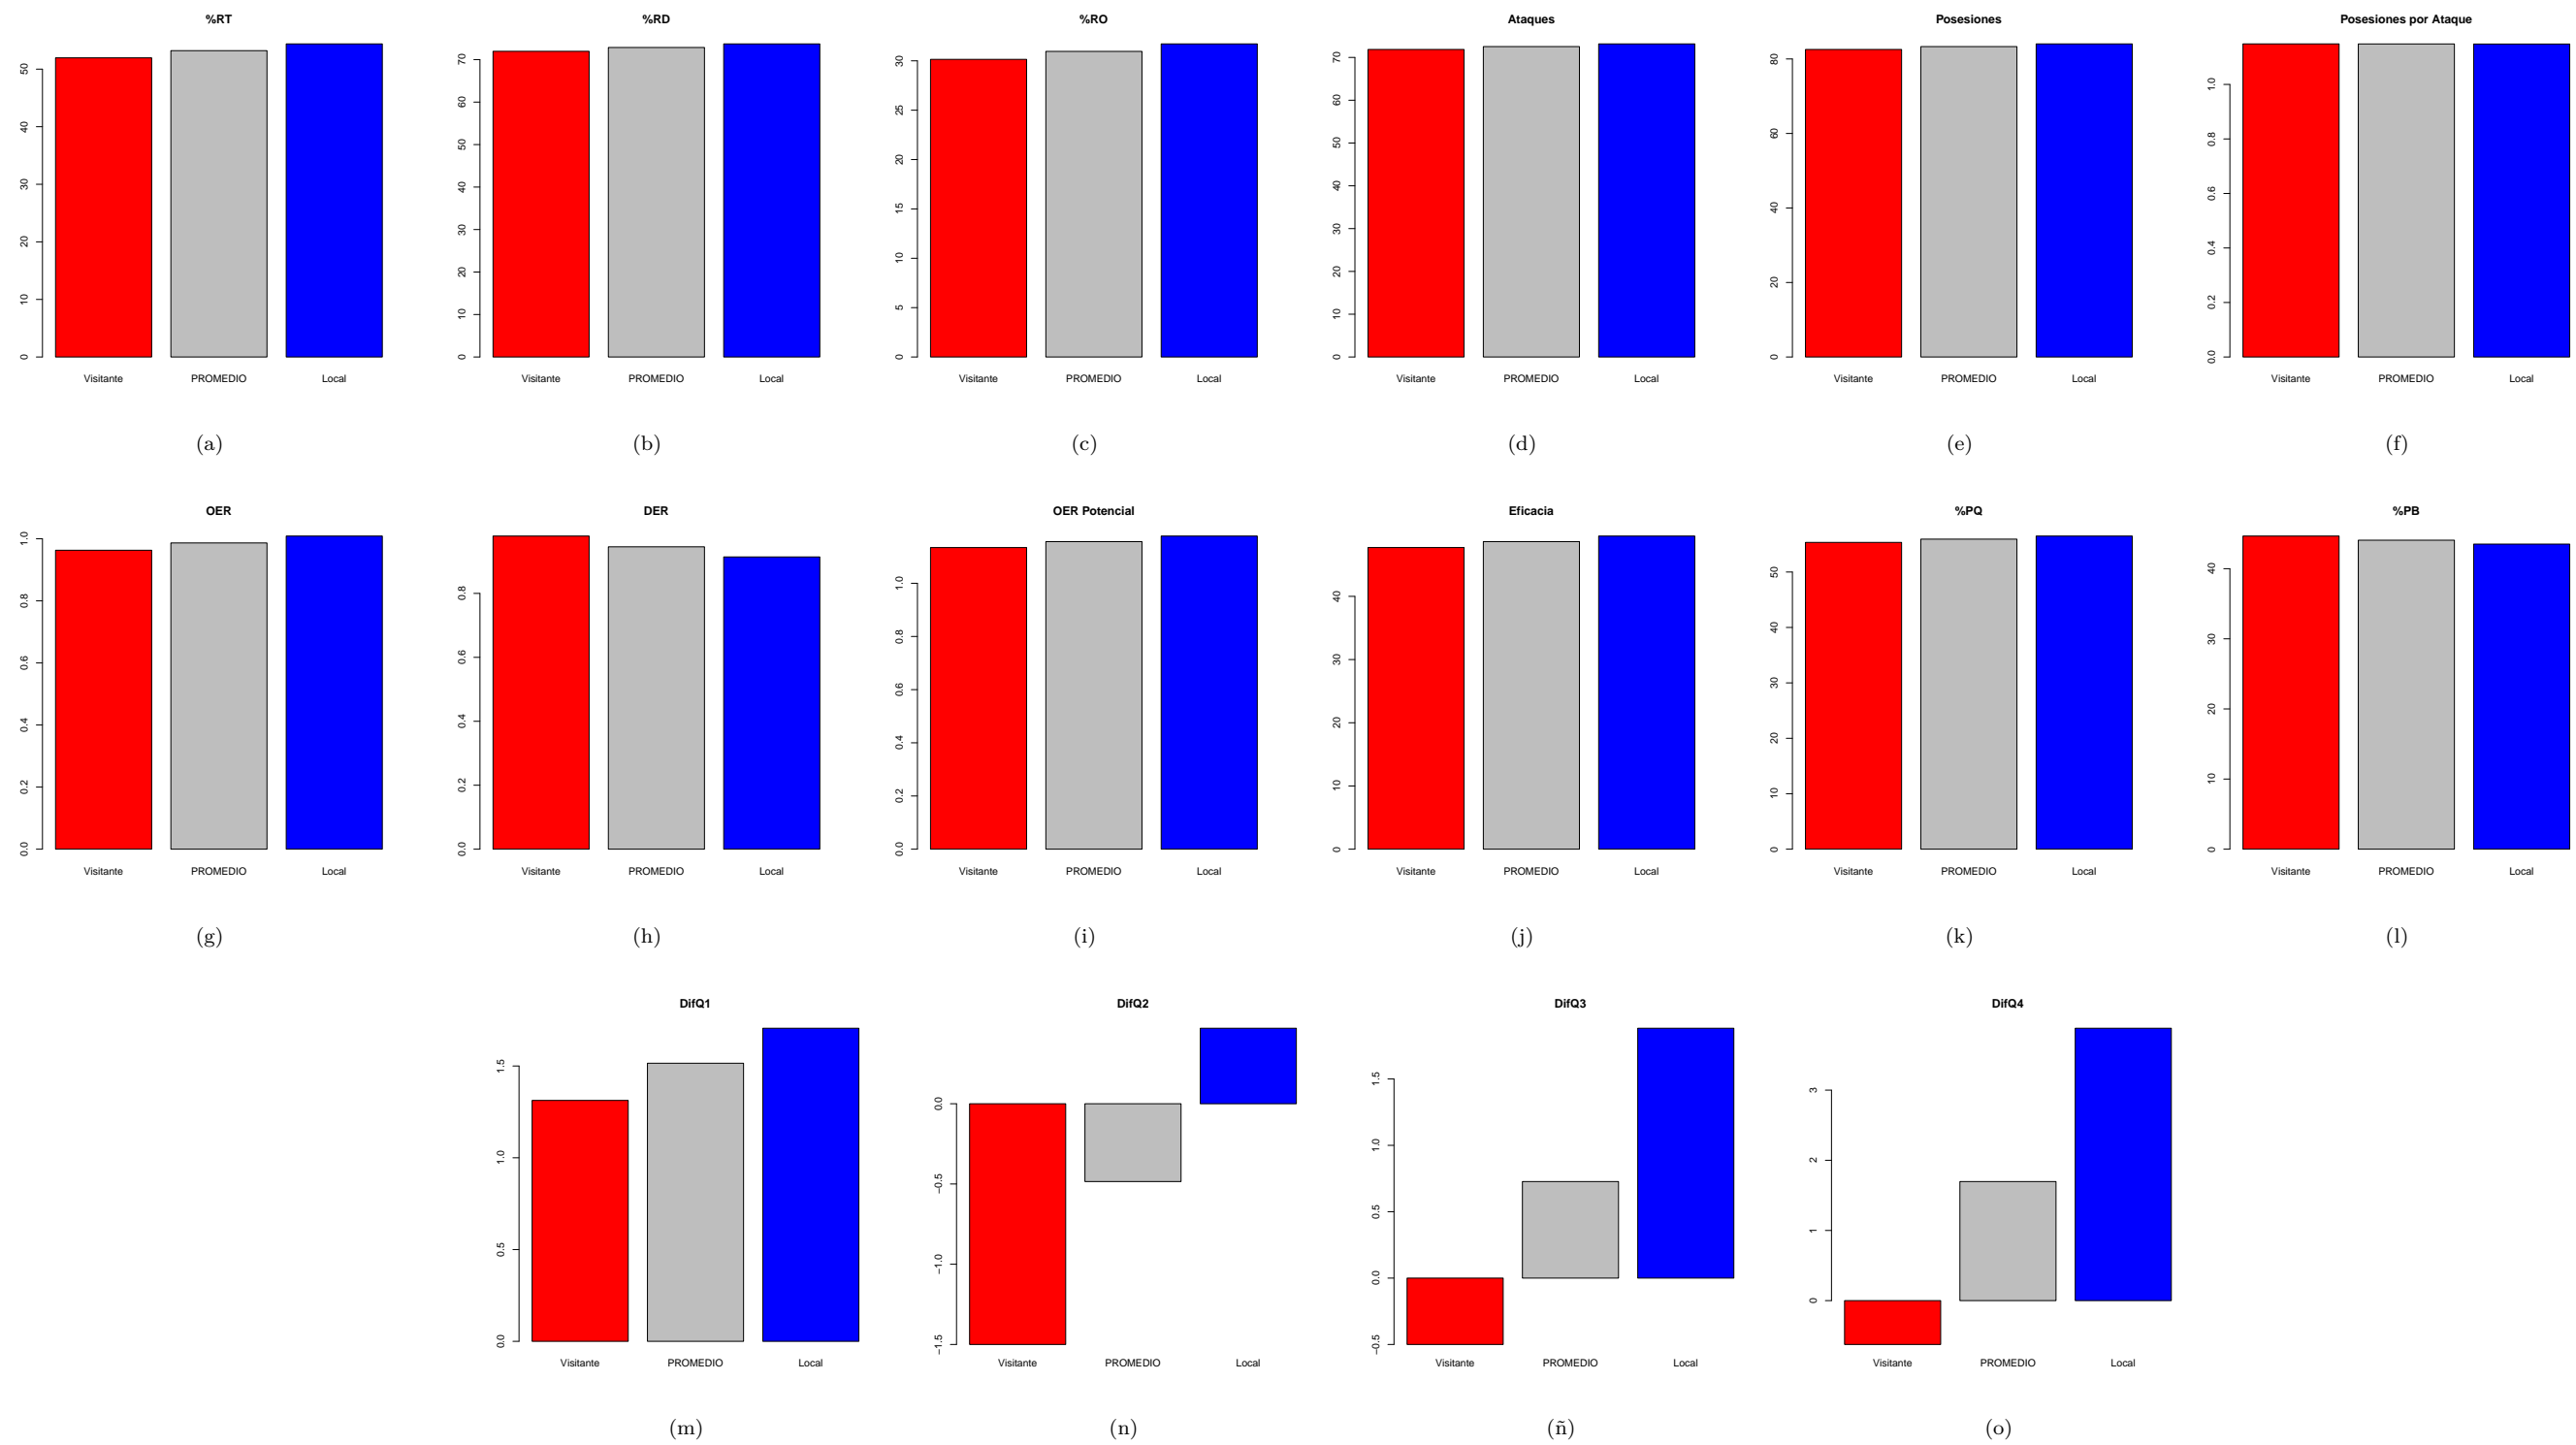 %RT
50
40
30
20
10
0
Visitante PROMEDIO Local
(a)
%RD
70
60
50
40
30
20
10
0
Visitante PROMEDIO Local
(b)
%RO
30
25
20
15
10
5
0
Visitante PROMEDIO Local
(c)
Ataques
70
60
50
40
30
20
10
0
Visitante PROMEDIO Local
(d)
Posesiones
80
60
40
20
0
Visitante PROMEDIO Local
(e)
Posesiones por Ataque
1.0
0.8
0.6
0.4
0.2
0.0
Visitante PROMEDIO Local
(f)
OER
1.0
0.8
0.6
0.4
0.2
0.0
Visitante PROMEDIO Local
(g)
DER
0.8
0.6
0.4
0.2
0.0
Visitante PROMEDIO Local
(h)
OER Potencial
1.0
0.8
0.6
0.4
0.2
0.0
Visitante PROMEDIO Local
(i)
Eficacia
40
30
20
10
0
Visitante PROMEDIO Local
(j)
%PQ
50
40
30
20
10
0
Visitante PROMEDIO Local
(k)
%PB
40
30
20
10
0
Visitante PROMEDIO Local
(l)
DifQ1
1.5
1.0
0.5
0.0
Visitante PROMEDIO Local
(m)
DifQ2
0.0
−0.5
−1.0
−1.5
Visitante PROMEDIO Local
(n)
DifQ3
1.5
1.0
0.5
0.0
−0.5
Visitante PROMEDIO Local
(ñ)
DifQ4
3
2
1
0
Visitante PROMEDIO Local
(o)